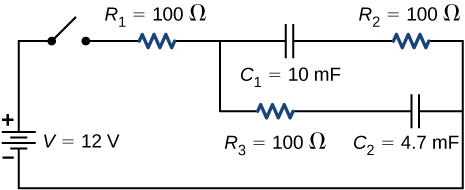 R₁ = 100 Ω
R₂ = 100 Ω
C₁ = 10 mF
+
V = 12 V
−
R₃ = 100 Ω
C₂ = 4.7 mF